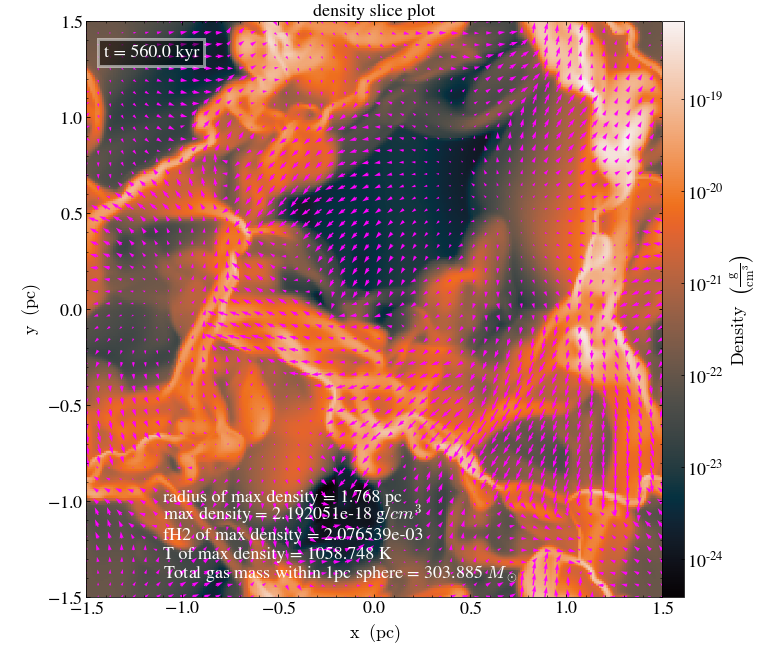 density slice plot
t = 560.0 kyr
1.5
1.0
0.5
0.0
−0.5
−1.0
−1.5
y (pc)
radius of max density = 1.768 pc
max density = 2.192051e-18 g/cm³
fH2 of max density = 2.076539e-03
T of max density = 1058.748 K
Total gas mass within 1pc sphere = 303.885 M☉
−1.5 −1.0 −0.5 0.0 0.5 1.0 1.5
x (pc)
10⁻¹⁹
10⁻²⁰
10⁻²¹
10⁻²²
10⁻²³
10⁻²⁴
Density (g/cm³)